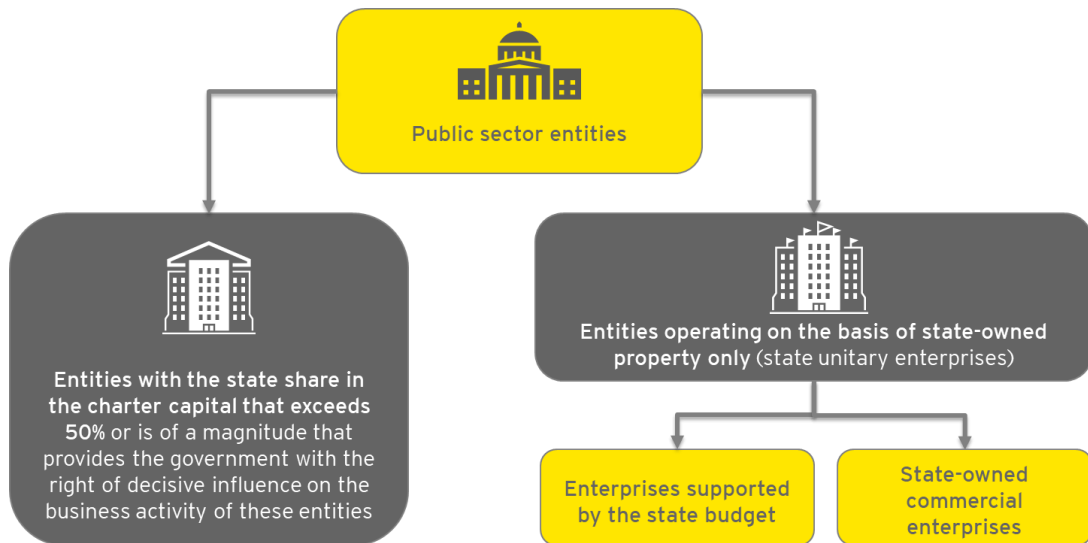 Public sector entities
Entities with the state share in
the charter capital that exceeds
50% or is of a magnitude that
provides the government with the
right of decisive influence on the
business activity of these entities
Entities operating on the basis of state-owned
property only (state unitary enterprises)
Enterprises supported
by the state budget
State-owned
commercial
enterprises